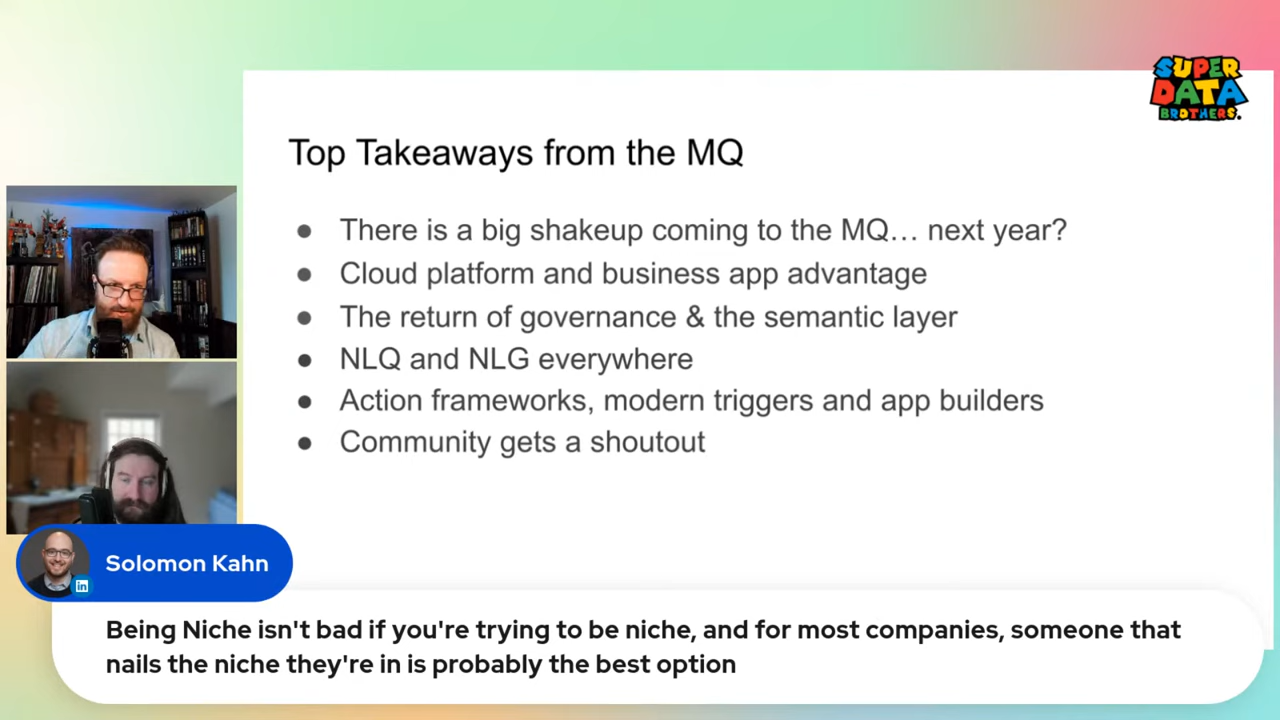 SUPER
DATA
BROTHERS.
Top Takeaways from the MQ
● There is a big shakeup coming to the MQ... next year?
● Cloud platform and business app advantage
● The return of governance & the semantic layer
● NLQ and NLG everywhere
● Action frameworks, modern triggers and app builders
● Community gets a shoutout
in
Solomon Kahn
Being Niche isn't bad if you're trying to be niche, and for most companies, someone that
nails the niche they're in is probably the best option